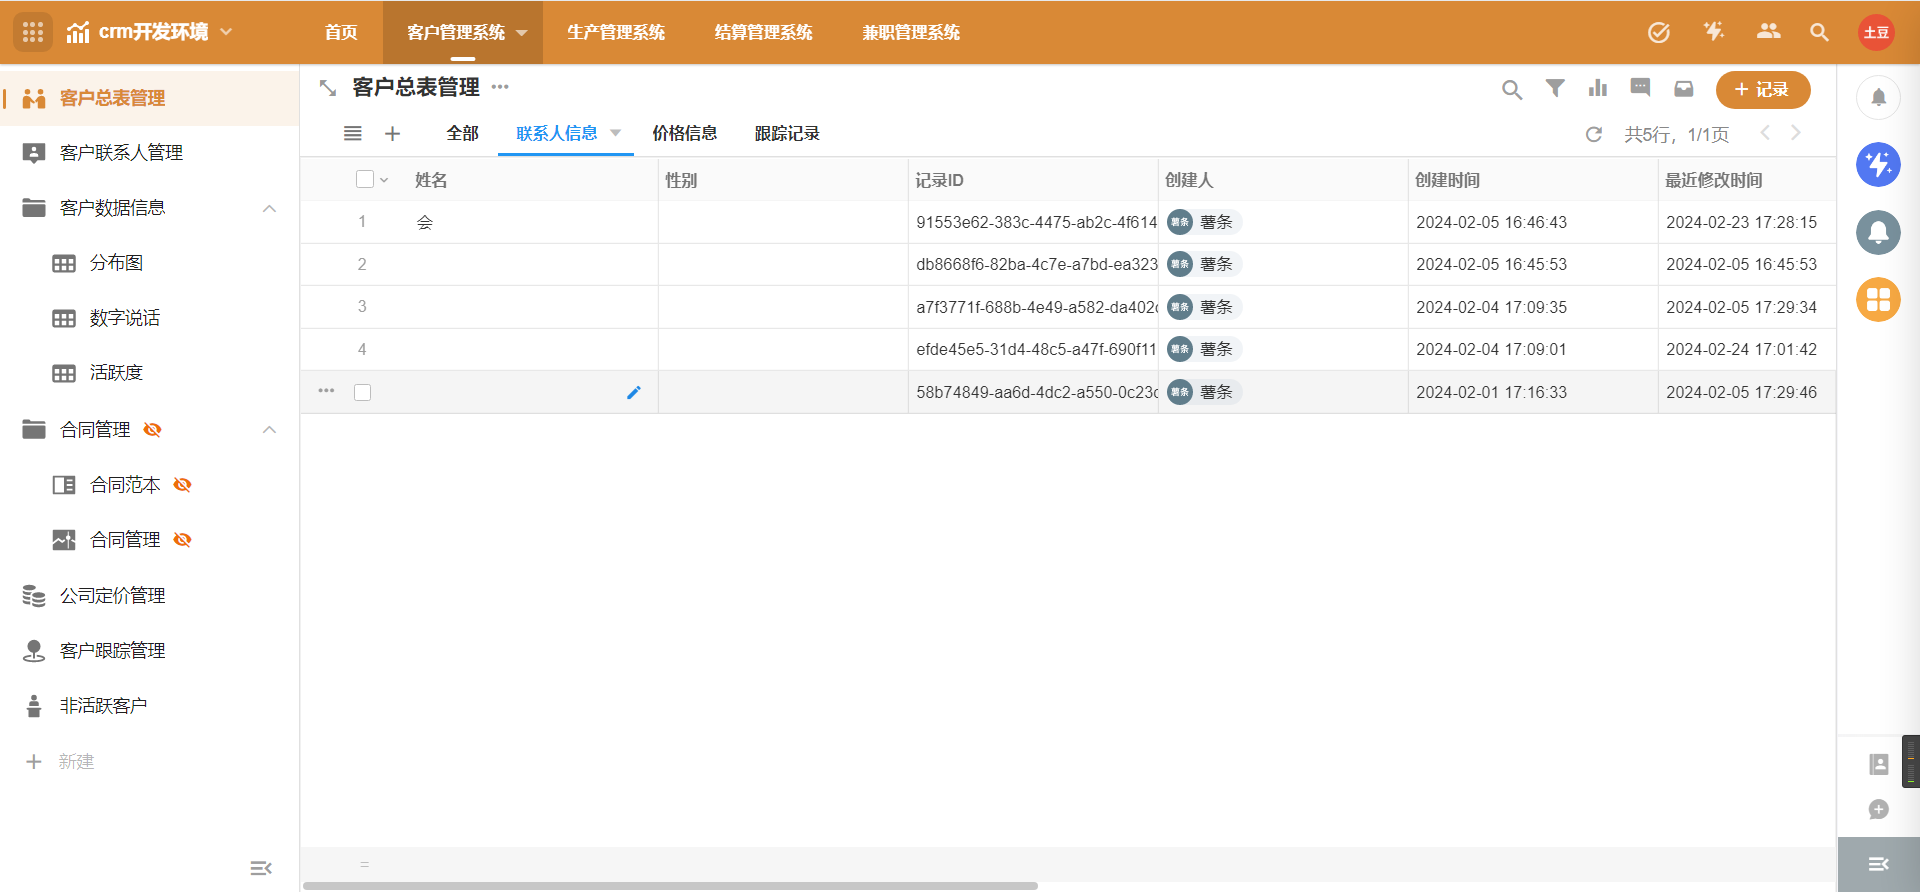 crm开发环境 首页 客户管理系统 生产管理系统 结算管理系统 兼职管理系统 土豆
客户总表管理
客户联系人管理
客户数据信息
分布图
数字说话
活跃度
合同管理
合同范本
合同管理
公司定价管理
客户跟踪管理
非活跃客户
新建
客户总表管理
记录
全部 联系人信息 价格信息 跟踪记录 共5行, 1/1页
姓名 性别 记录ID 创建人 创建时间 最近修改时间
1 会 91553e62-383c-4475-ab2c-4f614 薯条 薯条 2024-02-05 16:46:43 2024-02-23 17:28:15
2 db8668f6-82ba-4c7e-a7bd-ea323 薯条 薯条 2024-02-05 16:45:53 2024-02-05 16:45:53
3 a7f3771f-688b-4e49-a582-da402 薯条 薯条 2024-02-04 17:09:35 2024-02-05 17:29:34
4 efde45e5-31d4-48c5-a47f-690f11 薯条 薯条 2024-02-04 17:09:01 2024-02-24 17:01:42
58b74849-aa6d-4dc2-a550-0c23 薯条 薯条 2024-02-01 17:16:33 2024-02-05 17:29:46